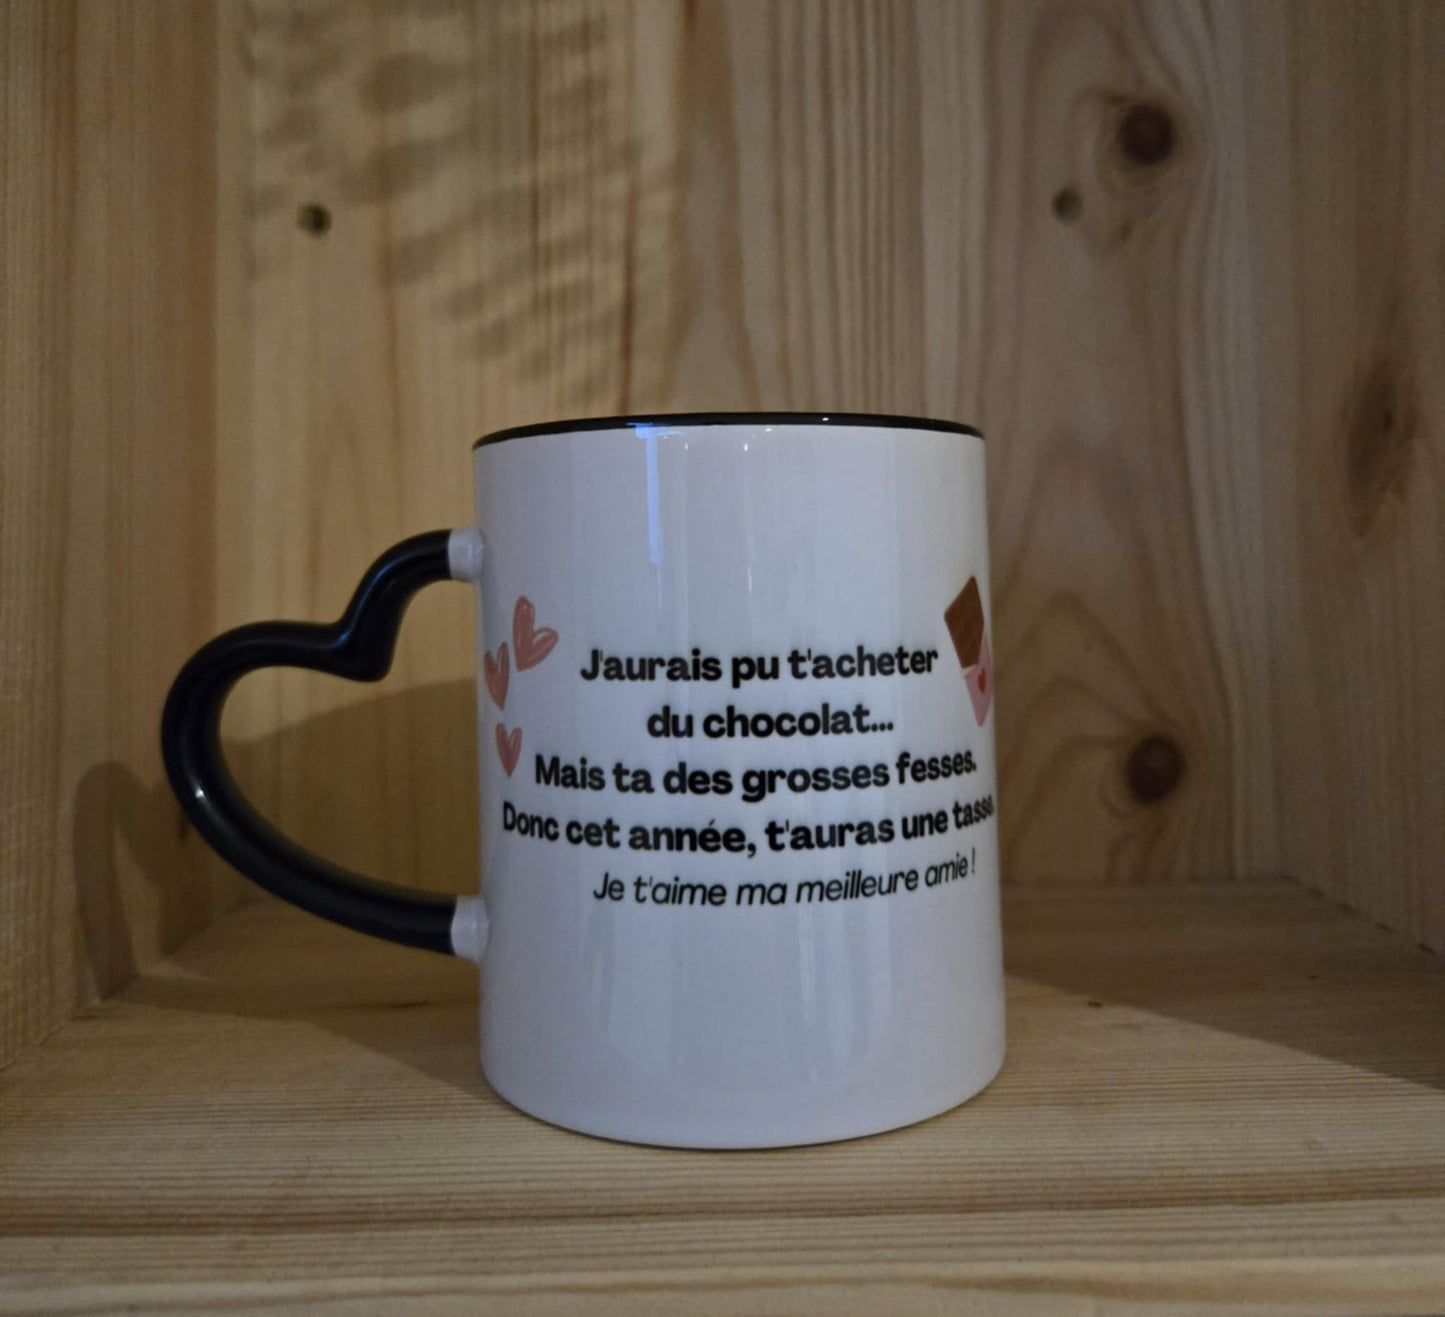 J'aurais pu t'acheter
du chocolat...
Mais ta des grosses fesses.
Donc cet année, t'auras une tasse.
Je t'aime ma meilleure amie !